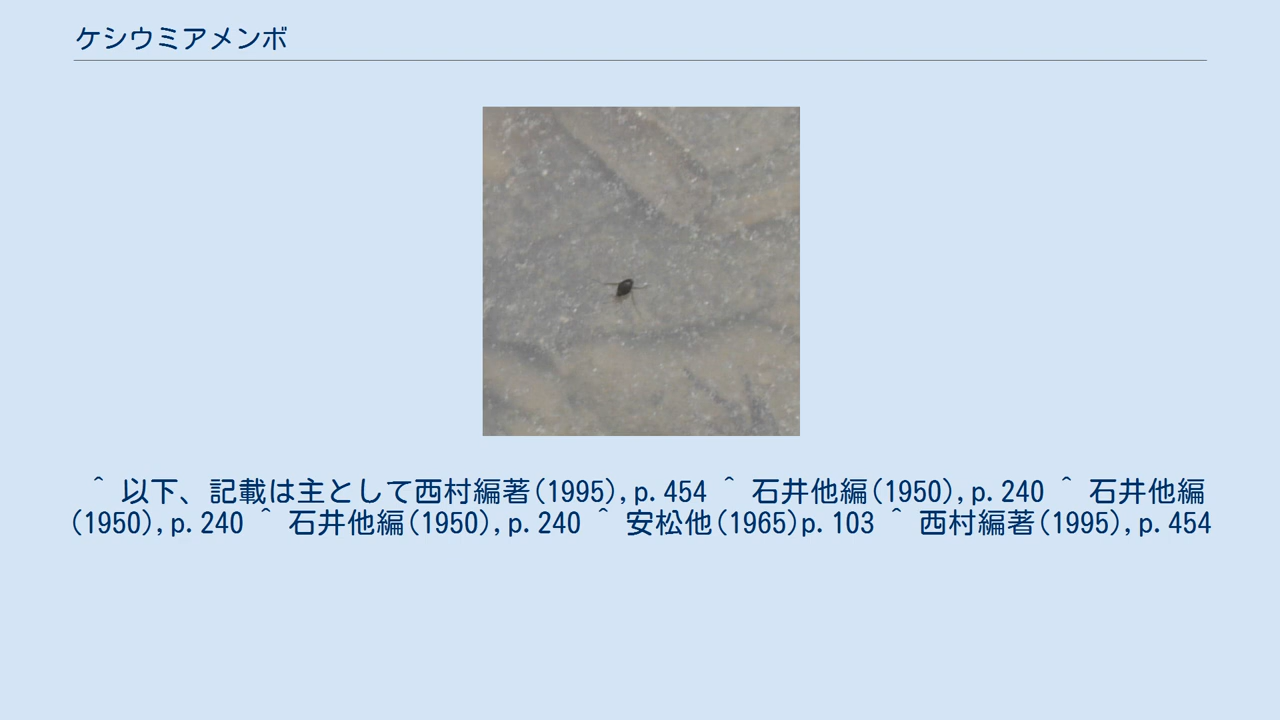 ケシウミアメンボ
^ 以下、記載は主として西村編著(1995),p.454 ^ 石井他編(1950),p.240 ^ 石井他編
(1950),p.240 ^ 石井他編(1950),p.240 ^ 安松他(1965)p.103 ^ 西村編著(1995),p.454